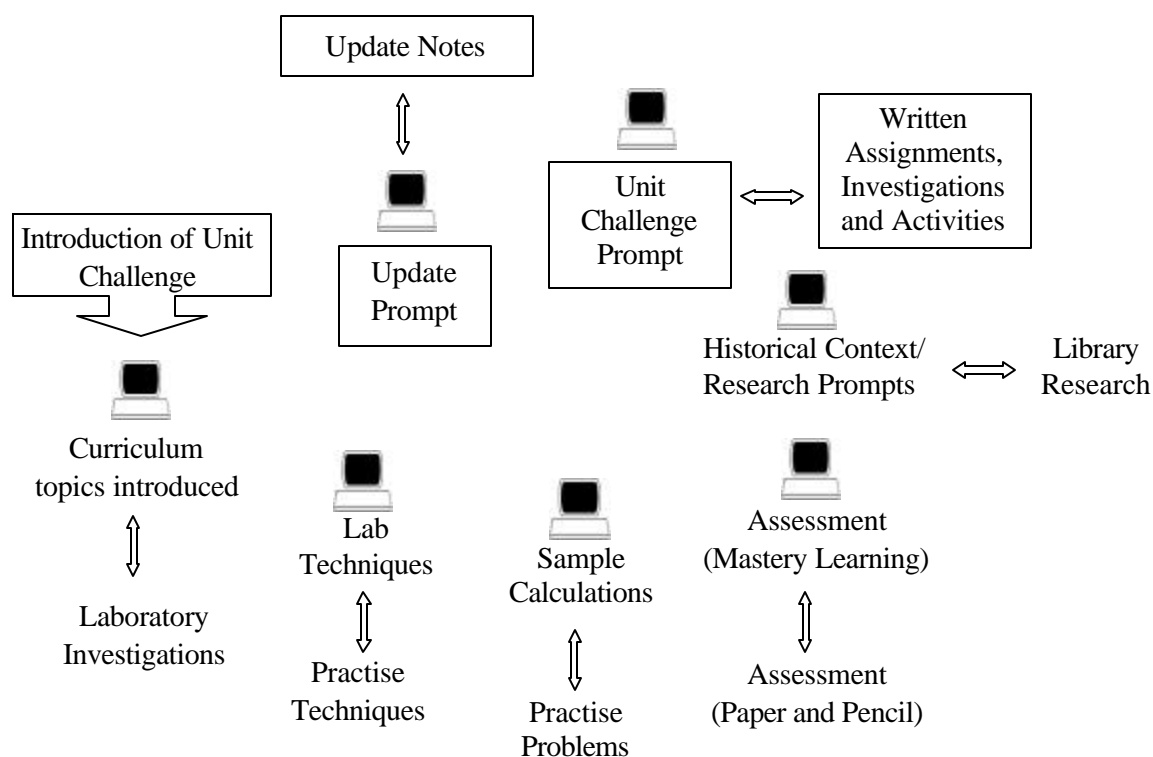 Update Notes
Written
Assignments,
Investigations
and Activities
Unit
Challenge
Prompt
Introduction of Unit
Challenge
Update
Prompt
Historical Context/
Research Prompts
Library
Research
Curriculum
topics introduced
Lab
Techniques
Sample
Calculations
Assessment
(Mastery Learning)
Laboratory
Investigations
Practise
Techniques
Practise
Problems
Assessment
(Paper and Pencil)